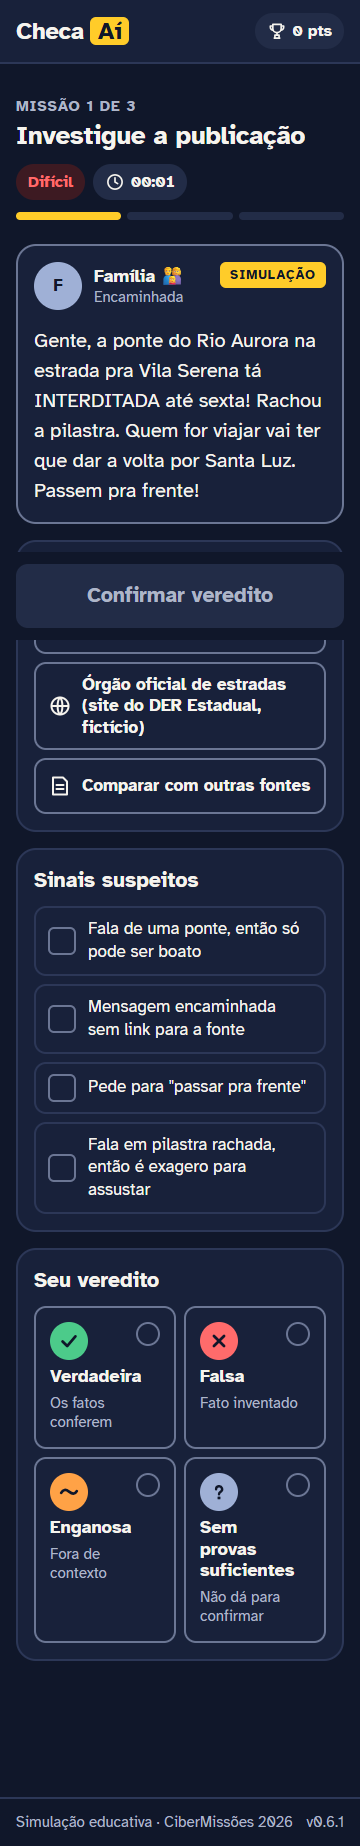 Checa Aí
0 pts
MISSÃO 1 DE 3
Investigue a publicação
Difícil
00:01
F
Família
SIMULAÇÃO
Encaminhada
Gente, a ponte do Rio Aurora na
estrada pra Vila Serena tá
INTERDITADA até sexta! Rachou
a pilastra. Quem for viajar vai ter
que dar a volta por Santa Luz.
Passem pra frente!
Confirmar veredito
Órgão oficial de estradas
(site do DER Estadual,
fictício)
Comparar com outras fontes
Sinais suspeitos
Fala de uma ponte, então só
pode ser boato
Mensagem encaminhada
sem link para a fonte
Pede para "passar pra frente"
Fala em pilastra rachada,
então é exagero para
assustar
Seu veredito
Verdadeira
Os fatos
conferem
Falsa
Fato inventado
Enganosa
Fora de
contexto
?
Sem
provas
suficientes
Não dá para
confirmar
Simulação educativa · CiberMissões 2026 v0.6.1